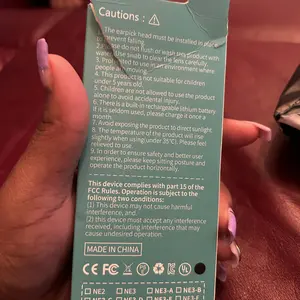 Cautions :
1. The earpick head must be installed in place
to prevent falling
2. Please do not flush or wash this product with
water. Use swab to clean the lens carefully.
3. Prohibited to use in an environment where
people are moving.
4. This product is not suitable for children
under 3 years old!
5. Children are not allowed to use the product
alone to avoid accidental injury.
6. There is a built-in rechargeable lithium battery
If it is seldom used, please charge it once a
month.
7. Avoid exposing the product to direct sunlight.
8. The temperature of the product will rise
slightly when using(under 35°C). Please feel
relieved to use.
9. In order to ensure safety and better user
experience, please keep sitting posture and
operate the product horizontally.
This device complies with part 15 of the
FCC Rules. Operation is subject to the
following two conditions:
(1) This device may not cause harmful
interference, and.
(2) this device must accept any interference
received, including interference that may
cause undesired operation.
MADE IN CHINA
CE FC
NE2 NE3 NE3-A NE3-B